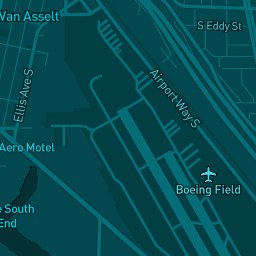 Van Asselt
S Eddy St
Ellis Ave S
Airport Way S
Aero Motel
Boeing Field
e South
End